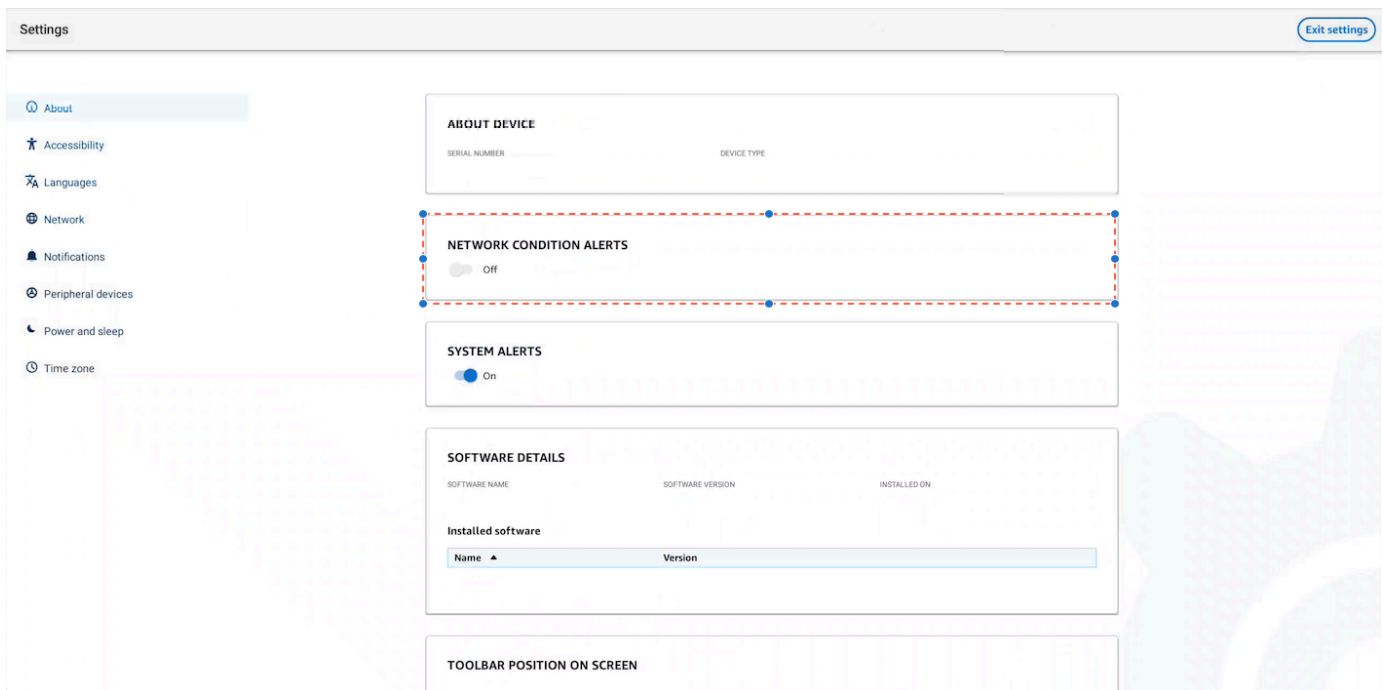 Settings
Exit settings
About
Accessibility
Languages
Network
Notifications
Peripheral devices
Power and sleep
Time zone
ABOUT DEVICE
SERIAL NUMBER DEVICE TYPE
NETWORK CONDITION ALERTS
Off
SYSTEM ALERTS
On
SOFTWARE DETAILS
SOFTWARE NAME SOFTWARE VERSION INSTALLED ON
Installed software
Name Version
TOOLBAR POSITION ON SCREEN